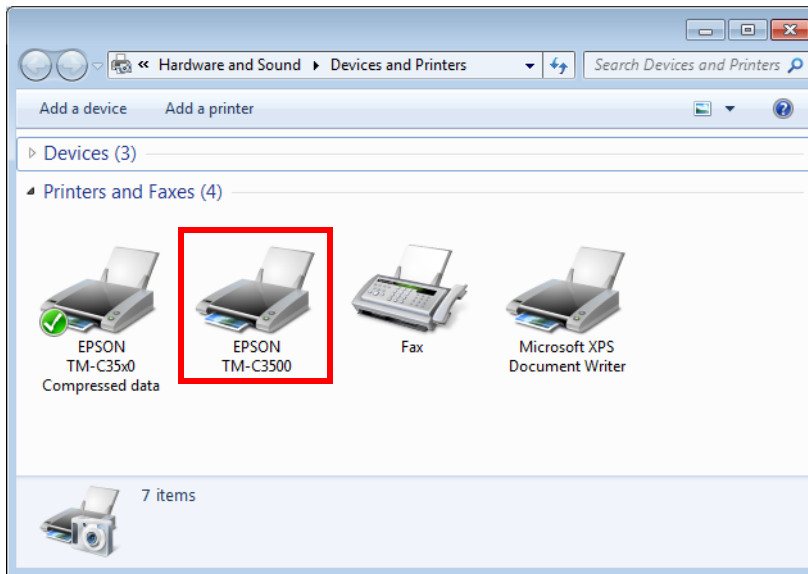 « Hardware and Sound ▸ Devices and Printers
Search Devices and Printers
Add a device Add a printer
Devices (3)
Printers and Faxes (4)
EPSON
TM-C35x0
Compressed data
EPSON
TM-C3500
Fax
Microsoft XPS
Document Writer
7 items